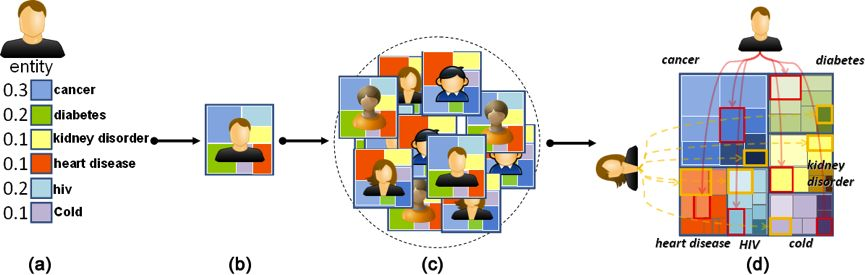 entity
0.3 cancer
0.2 diabetes
0.1 kidney disorder
0.1 heart disease
0.2 hiv
0.1 Cold
cancer
diabetes
kidney
disorder
heart disease
HIV
cold
(a)
(b)
(c)
(d)